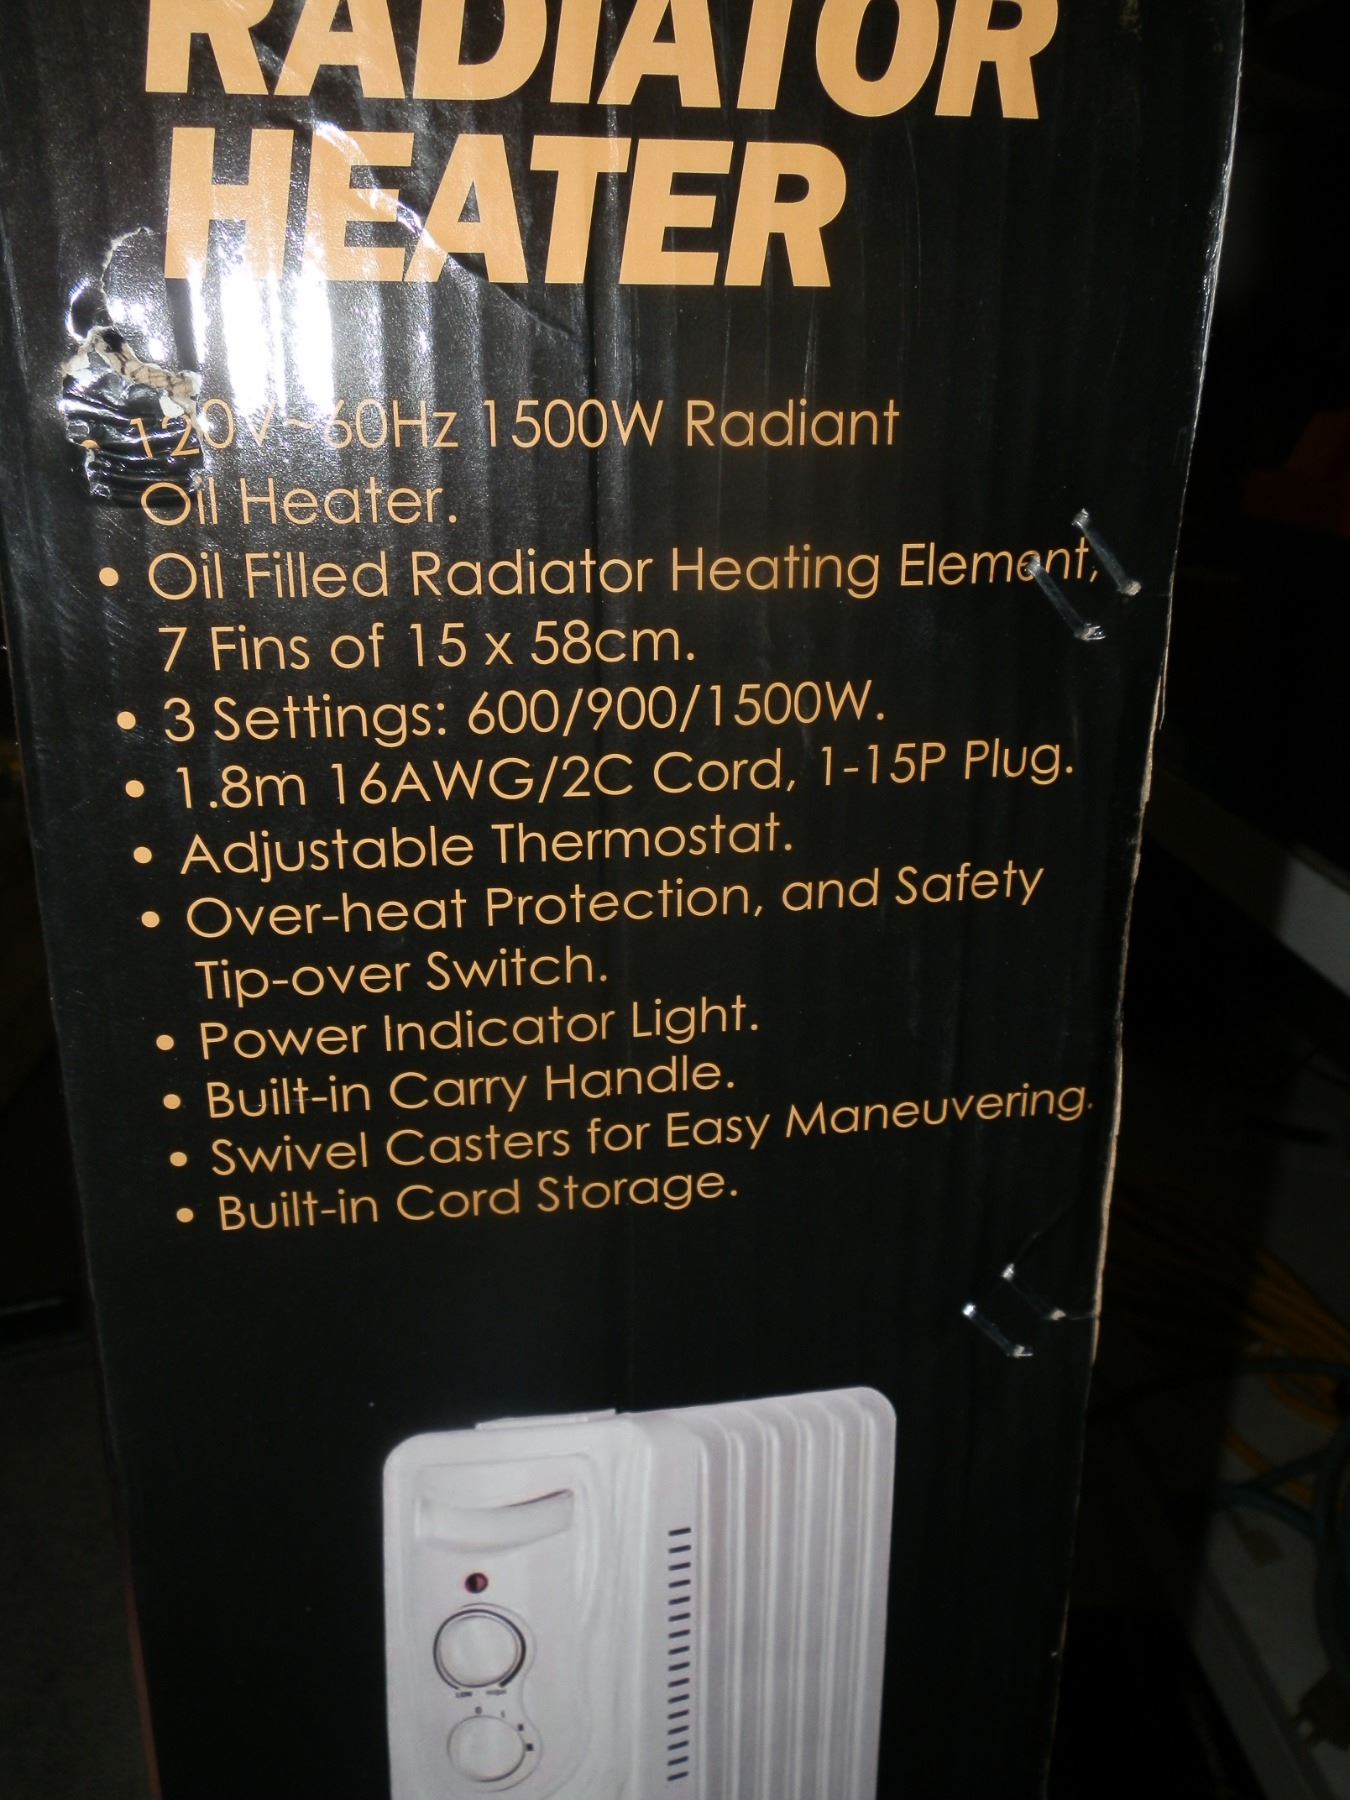 RADIATOR
HEATER
• 120V~60Hz 1500W Radiant
Oil Heater.
• Oil Filled Radiator Heating Element,
7 Fins of 15 x 58cm.
• 3 Settings: 600/900/1500W.
• 1.8m 16AWG/2C Cord, 1-15P Plug.
• Adjustable Thermostat.
• Over-heat Protection, and Safety
Tip-over Switch.
• Power Indicator Light.
• Built-in Carry Handle.
• Swivel Casters for Easy Maneuvering.
• Built-in Cord Storage.
LOW HIGH